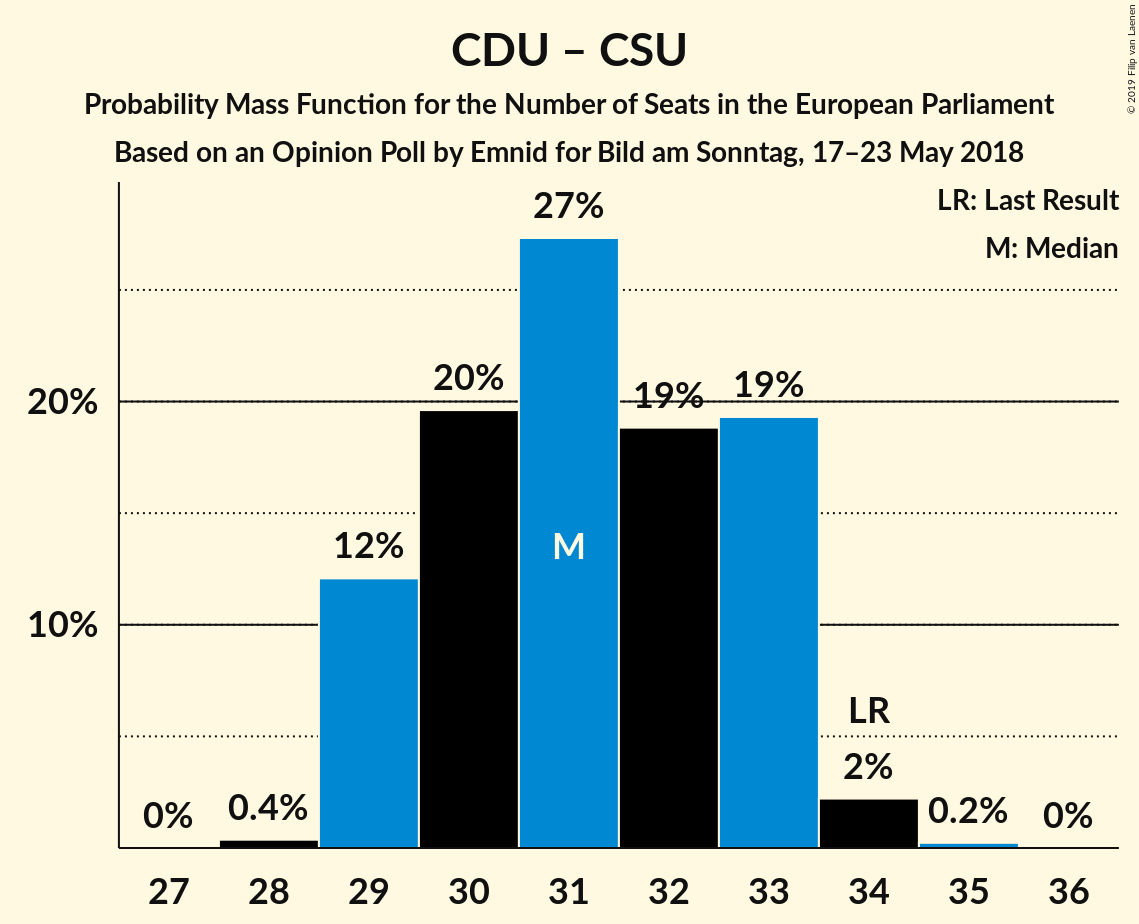 CDU – CSU
Probability Mass Function for the Number of Seats in the European Parliament
Based on an Opinion Poll by Emnid for Bild am Sonntag, 17–23 May 2018
© 2019 Filip van Laenen
LR: Last Result
M: Median
27%
20%
19%
19%
20%
12%
M
10%
LR
2%
0%
0.4%
0.2%
0%
27 28 29 30 31 32 33 34 35 36